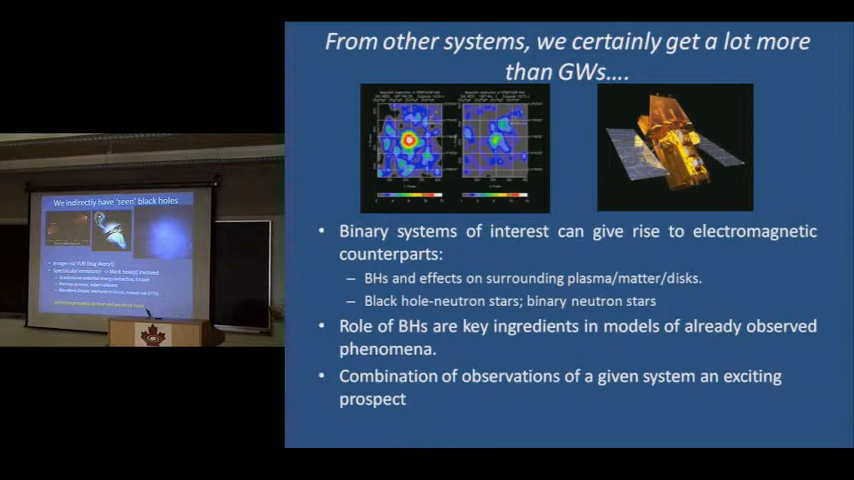 From other systems, we certainly get a lot more
than GWs....
• Binary systems of interest can give rise to electromagnetic
counterparts:
– BHs and effects on surrounding plasma/matter/disks.
– Black hole-neutron stars; binary neutron stars
• Role of BHs are key ingredients in models of already observed
phenomena.
• Combination of observations of a given system an exciting
prospect
We indirectly have 'seen' black holes
• Images via VLBI